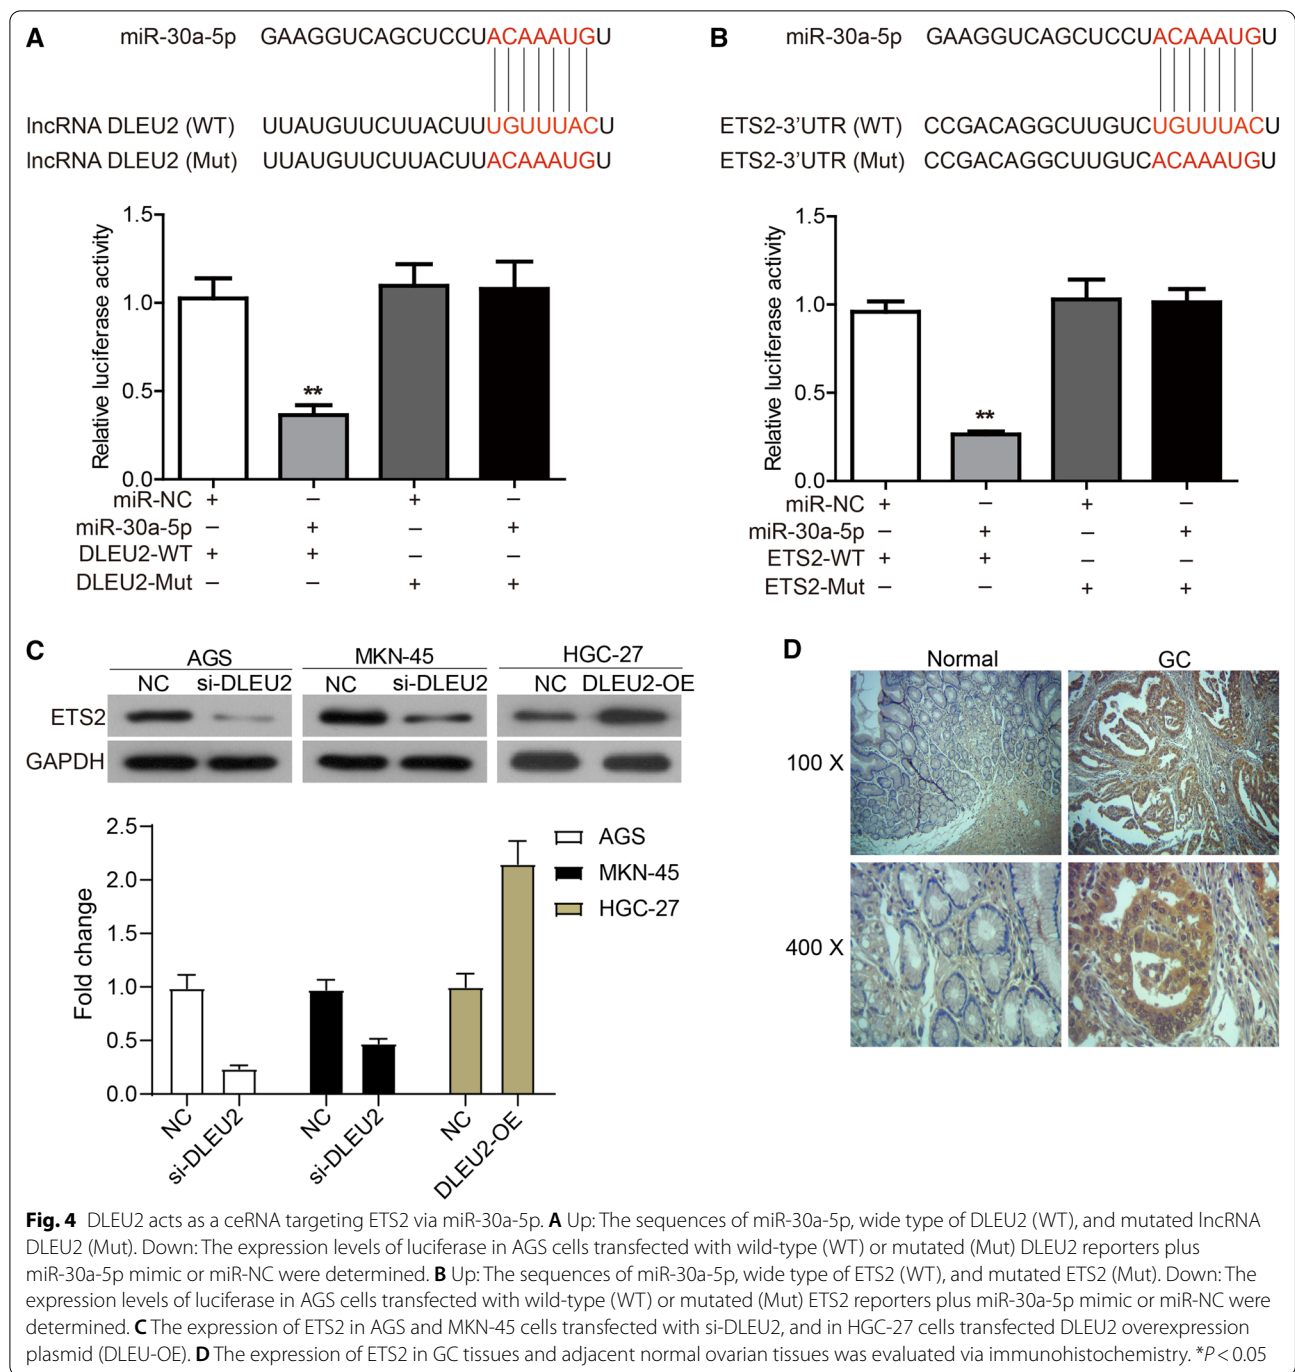 A
miR-30a-5p GAAGGUCAGCUCCUACAAAUGU
lncRNA DLEU2 (WT) UUAUGUUCUUACUUUGUUUACU
lncRNA DLEU2 (Mut) UUAUGUUCUUACUUACAAAUGU
Relative luciferase activity
1.5
1.0
0.5
0.0
**
miR-NC + – + –
miR-30a-5p – + – +
DLEU2-WT + + – –
DLEU2-Mut – – + +
B
miR-30a-5p GAAGGUCAGCUCCUACAAAUGU
ETS2-3'UTR (WT) CCGACAGGCUUGUCUGUUUACU
ETS2-3'UTR (Mut) CCGACAGGCUUGUCACAAAUGU
Relative luciferase activity
1.5
1.0
0.5
0.0
**
miR-NC + – + –
miR-30a-5p – + – +
ETS2-WT + + – –
ETS2-Mut – – + +
C
AGS MKN-45 HGC-27
NC si-DLEU2 NC si-DLEU2 NC DLEU2-OE
ETS2
GAPDH
Fold change
2.5
2.0
1.5
1.0
0.5
0.0
AGS
MKN-45
HGC-27
NC si-DLEU2 NC si-DLEU2 NC DLEU2-OE
D
Normal GC
100 X
400 X
Fig. 4 DLEU2 acts as a ceRNA targeting ETS2 via miR-30a-5p. A Up: The sequences of miR-30a-5p, wide type of DLEU2 (WT), and mutated lncRNA
DLEU2 (Mut). Down: The expression levels of luciferase in AGS cells transfected with wild-type (WT) or mutated (Mut) DLEU2 reporters plus
miR-30a-5p mimic or miR-NC were determined. B Up: The sequences of miR-30a-5p, wide type of ETS2 (WT), and mutated ETS2 (Mut). Down: The
expression levels of luciferase in AGS cells transfected with wild-type (WT) or mutated (Mut) ETS2 reporters plus miR-30a-5p mimic or miR-NC were
determined. C The expression of ETS2 in AGS and MKN-45 cells transfected with si-DLEU2, and in HGC-27 cells transfected DLEU2 overexpression
plasmid (DLEU-OE). D The expression of ETS2 in GC tissues and adjacent normal ovarian tissues was evaluated via immunohistochemistry. *P < 0.05